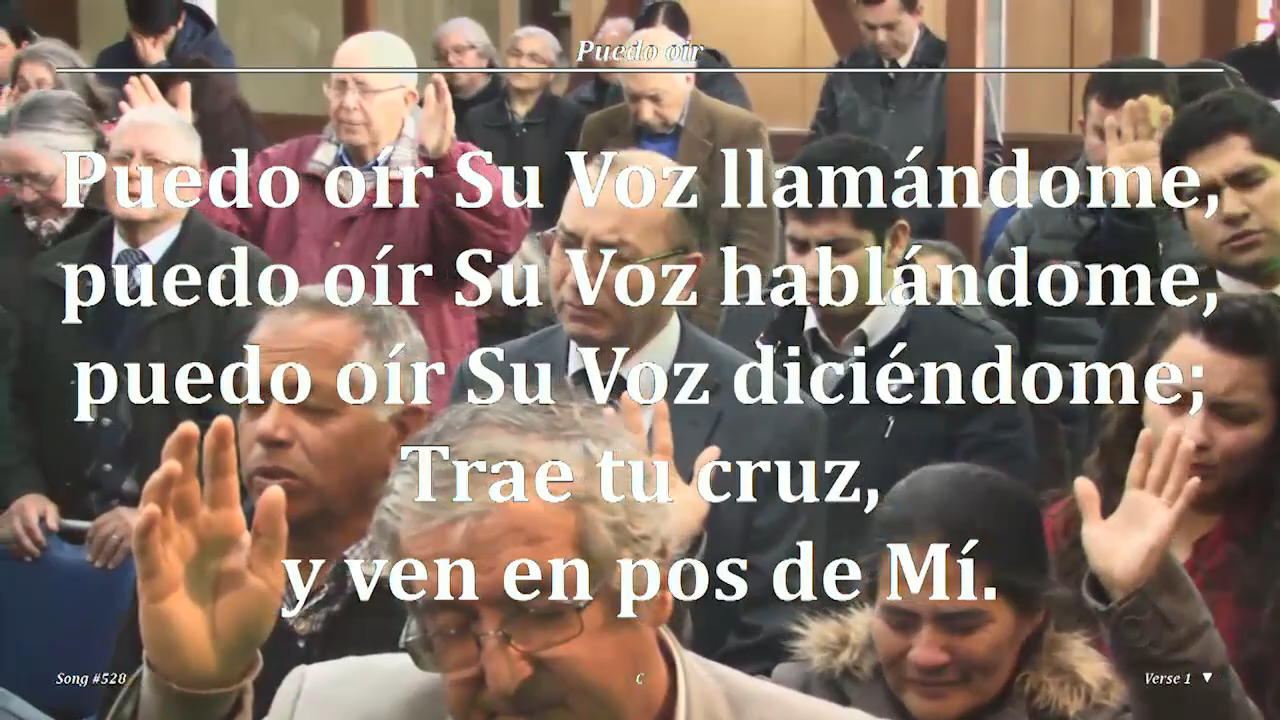 Puedo oír
Puedo oír Su Voz llamándome,
puedo oír Su Voz hablándome,
puedo oír Su Voz diciéndome;
Trae tu cruz,
y ven en pos de Mí.
Song #528
C
Verse 1 ▼